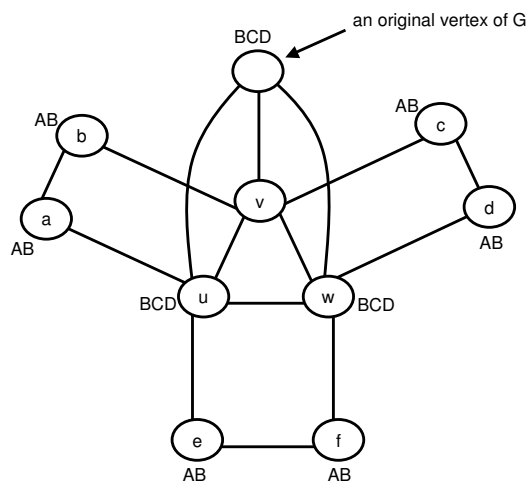 an original vertex of G
BCD
AB
b
AB
c
v
a
d
AB
AB
BCD
u
w
BCD
e
f
AB
AB